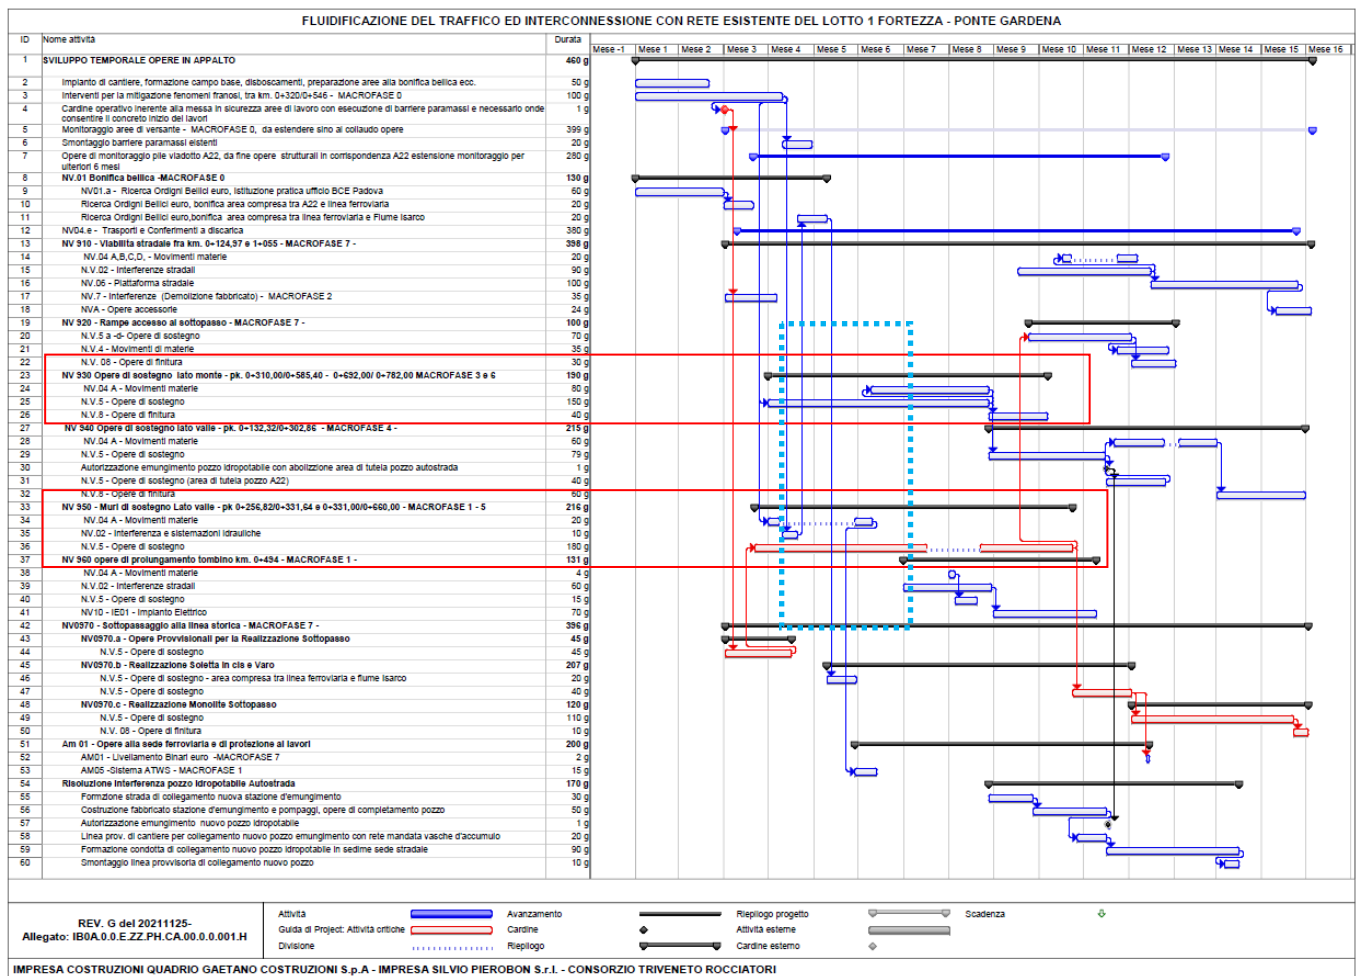 FLUIDIFICAZIONE DEL TRAFFICO ED INTERCONNESSIONE CON RETE ESISTENTE DEL LOTTO 1 FORTEZZA - PONTE GARDENA
ID Nome attività Durata Mese -1 Mese 1 Mese 2 Mese 3 Mese 4 Mese 5 Mese 6 Mese 7 Mese 8 Mese 9 Mese 10 Mese 11 Mese 12 Mese 13 Mese 14 Mese 15 Mese 16
1 SVILUPPO TEMPORALE OPERE IN APPALTO 460 g
2 Impianto di cantiere, formazione campo base, disboscamenti, preparazione aree alla bonifica bellica ecc. 50 g
3 Interventi per la mitigazione fenomeni franosi, tra km. 0+320/0+546 - MACROFASE 0 100 g
4 Cardine operativo inerente alla messa in sicurezza aree di lavoro con esecuzione di barriere paramassi e necessario onde 1 g
consentire il concreto inizio dei lavori
5 Monitoraggio aree di versante - MACROFASE 0, da estendere sino al collaudo opere 399 g
6 Smontaggio barriere paramassi eistenti 20 g
7 Opere di monitoraggio pile viadotto A22, da fine opere strutturali in corrispondenza A22 estensione monitoraggio per 280 g
ulteriori 6 mesi
8 NV.01 Bonifica bellica -MACROFASE 0 130 g
9 NV01.a - Ricerca Ordigni Bellici euro, istituzione pratica ufficio BCE Padova 60 g
10 Ricerca Ordigni Bellici euro, bonifica area compresa tra A22 e linea ferroviaria 20 g
11 Ricerca Ordigni Bellici euro,bonifica area compresa tra linea ferroviaria e Fiume Isarco 20 g
12 NV04.e - Trasporti e Conferimenti a discarica 380 g
13 NV 910 - Viabilita stradale fra km. 0+124,97 e 1+055 - MACROFASE 7 - 398 g
14 NV.04 A,B,C,D, - Movimenti materie 20 g
15 N.V.02 - Interferenze stradali 90 g
16 NV.06 - Piattaforma stradale 100 g
17 NV.7 - Interferenze (Demolizione fabbricato) - MACROFASE 2 35 g
18 NVA - Opere accessorie 24 g
19 NV 920 - Rampe accesso al sottopasso - MACROFASE 7 - 100 g
20 N.V.5 a -d- Opere di sostegno 70 g
21 N.V.4 - Movimenti di materie 35 g
22 N.V. 08 - Opere di finitura 30 g
23 NV 930 Opere di sostegno lato monte - pk. 0+310,00/0+585,40 - 0+692,00/ 0+782,00 MACROFASE 3 e 6 190 g
24 NV.04 A - Movimenti materie 80 g
25 N.V.5 - Opere di sostegno 150 g
26 N.V.8 - Opere di finitura 40 g
27 NV 940 Opere di sostegno lato valle - pk. 0+132,32/0+302,86 - MACROFASE 4 - 215 g
28 NV.04 A - Movimenti materie 60 g
29 N.V.5 - Opere di sostegno 79 g
30 Autorizzazione emungimento pozzo idropotabile con abolizzione area di tutela pozzo autostrada 1 g
31 N.V.5 - Opere di sostegno (area di tutela pozzo A22) 40 g
32 N.V.8 - Opere di finitura 60 g
33 NV 950 - Muri di sostegno Lato valle - pk 0+256,82/0+331,64 e 0+331,00/0+660,00 - MACROFASE 1 - 5 216 g
34 NV.04 A - Movimenti materie 20 g
35 NV.02 - Interferenza e sistemazioni idrauliche 10 g
36 N.V.5 - Opere di sostegno 180 g
37 NV 960 opere di prolungamento tombino km. 0+494 - MACROFASE 1 - 131 g
38 NV.04 A - Movimenti materie 4 g
39 N.V.02 - Interferenze stradali 60 g
40 N.V.5 - Opere di sostegno 15 g
41 NV10 - IE01 - Impianto Elettrico 70 g
42 NV0970 - Sottopassaggio alla linea storica - MACROFASE 7 - 396 g
43 NV0970.a - Opere Provvisionali per la Realizzazione Sottopasso 45 g
44 N.V.5 - Opere di sostegno 45 g
45 NV0970.b - Realizzazione Soletta in cls e Varo 207 g
46 N.V.5 - Opere di sostegno - area compresa tra linea ferroviaria e fiume Isarco 20 g
47 N.V.5 - Opere di sostegno 40 g
48 NV0970.c - Realizzazione Monolite Sottopasso 120 g
49 N.V.5 - Opere di sostegno 110 g
50 N.V. 08 - Opere di finitura 10 g
51 Am 01 - Opere alla sede ferroviaria e di protezione ai lavori 200 g
52 AM01 - Livellamento Binari euro -MACROFASE 7 2 g
53 AM05 -Sistema ATWS - MACROFASE 1 15 g
54 Risoluzione Interferenza pozzo Idropotabile Autostrada 170 g
55 Formzione strada di collegamento nuova stazione d'emungimento 30 g
56 Costruzione fabbricato stazione d'emungimento e pompaggi, opere di completamento pozzo 50 g
57 Autorizzazione emungimento nuovo pozzo idropotabile 1 g
58 Linea prov. di cantiere per collegamento nuovo pozzo emungimento con rete mandata vasche d'accumulo 20 g
59 Formazione condotta di collegamento nuovo pozzo idropotabile in sedime sede stradale 90 g
60 Smontaggio linea provvisoria di collegamento nuovo pozzo 10 g
REV. G del 20211125-
Allegato: IB0A.0.0.E.ZZ.PH.CA.00.0.0.001.H
Attività Avanzamento Riepilogo progetto Scadenza
Guida di Project: Attività critiche Cardine Attività esterne
Divisione Riepilogo Cardine esterno
IMPRESA COSTRUZIONI QUADRIO GAETANO COSTRUZIONI S.p.A - IMPRESA SILVIO PIEROBON S.r.l. - CONSORZIO TRIVENETO ROCCIATORI